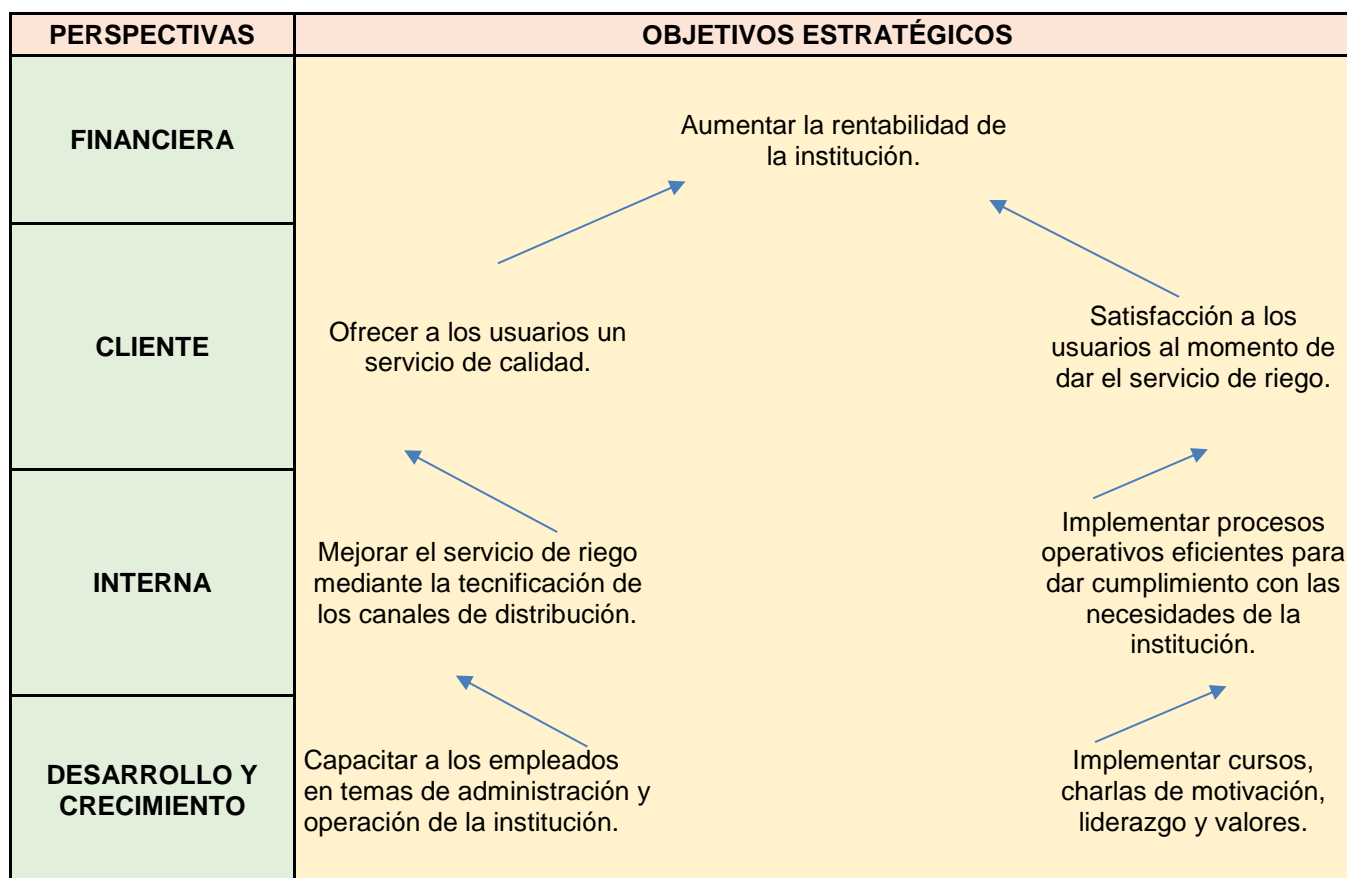 PERSPECTIVAS
OBJETIVOS ESTRATÉGICOS
FINANCIERA
Aumentar la rentabilidad de
la institución.
CLIENTE
Ofrecer a los usuarios un
servicio de calidad.
Satisfacción a los
usuarios al momento de
dar el servicio de riego.
INTERNA
Mejorar el servicio de riego
mediante la tecnificación de
los canales de distribución.
Implementar procesos
operativos eficientes para
dar cumplimiento con las
necesidades de la
institución.
DESARROLLO Y
CRECIMIENTO
Capacitar a los empleados
en temas de administración y
operación de la institución.
Implementar cursos,
charlas de motivación,
liderazgo y valores.